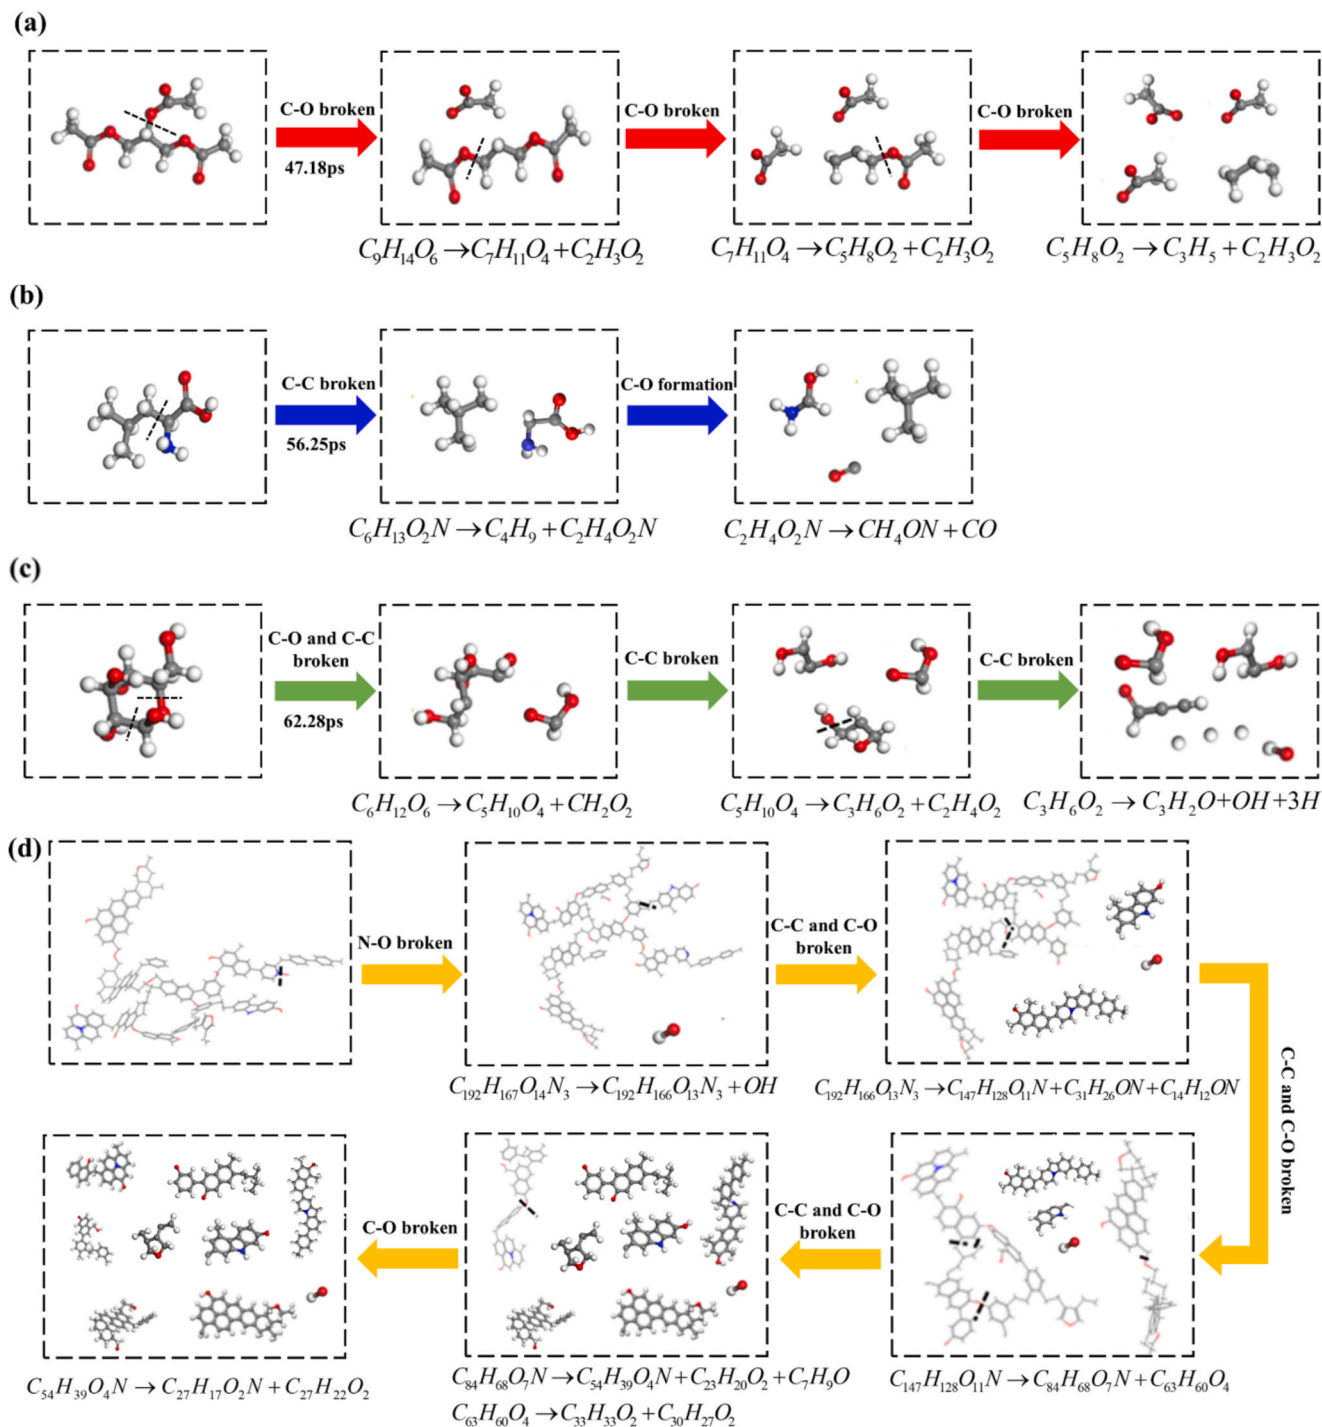 (a)
C-O broken
47.18ps
C-O broken
C-O broken
C₉H₁₄O₆→C₇H₁₁O₄+C₂H₃O₂
C₇H₁₁O₄→C₅H₈O₂+C₂H₃O₂
C₅H₈O₂→C₃H₅+C₂H₃O₂
(b)
C-C broken
56.25ps
C-O formation
C₆H₁₃O₂N→C₄H₉+C₂H₄O₂N
C₂H₄O₂N→CH₄ON+CO
(c)
C-O and C-C
broken
62.28ps
C-C broken
C-C broken
C₆H₁₂O₆→C₅H₁₀O₄+CH₂O₂
C₅H₁₀O₄→C₃H₆O₂+C₂H₄O₂
C₃H₆O₂→C₃H₂O+OH+3H
(d)
N-O broken
C-C and C-O
broken
C₁₉₂H₁₆₇O₁₄N₃→C₁₉₂H₁₆₆O₁₃N₃+OH
C₁₉₂H₁₆₆O₁₃N₃→C₁₄₇H₁₂₈O₁₁N+C₃₁H₂₆ON+C₁₄H₁₂ON
C-C and C-O broken
C-O broken
C-C and C-O
broken
C₅₄H₃₉O₄N→C₂₇H₁₇O₂N+C₂₇H₂₂O₂
C₈₄H₆₈O₇N→C₅₄H₃₉O₄N+C₂₃H₂₀O₂+C₇H₉O
C₆₃H₆₀O₄→C₃₃H₃₃O₂+C₃₀H₂₇O₂
C₁₄₇H₁₂₈O₁₁N→C₈₄H₆₈O₇N+C₆₃H₆₀O₄